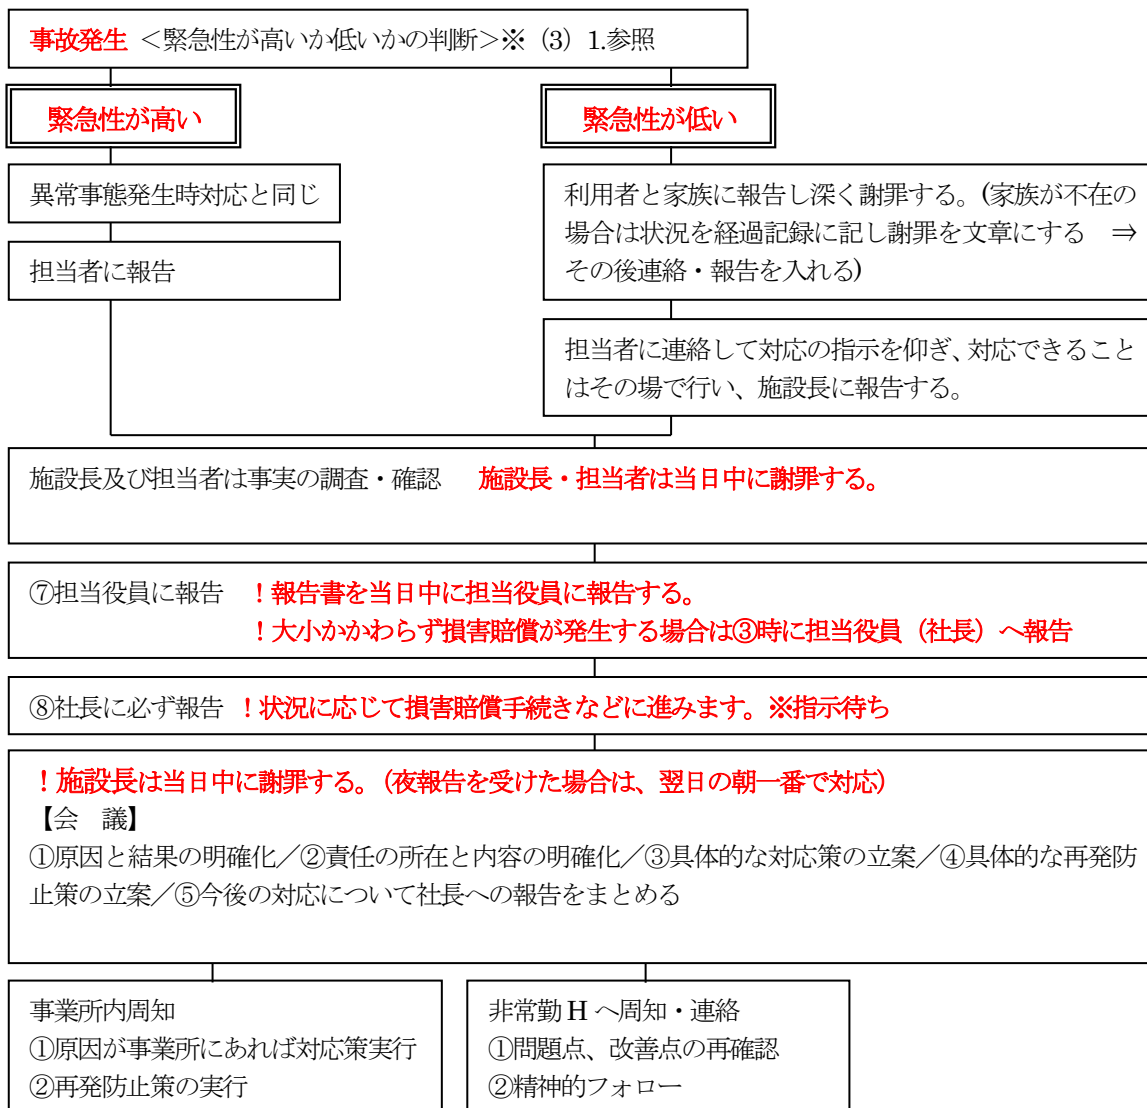 事故発生 ＜緊急性が高いか低いかの判断＞※（3）1.参照
緊急性が高い
緊急性が低い
異常事態発生時対応と同じ
担当者に報告
利用者と家族に報告し深く謝罪する。(家族が不在の
場合は状況を経過記録に記し謝罪を文章にする　⇒
その後連絡・報告を入れる)
担当者に連絡して対応の指示を仰ぎ、対応できること
はその場で行い、施設長に報告する。
施設長及び担当者は事実の調査・確認　施設長・担当者は当日中に謝罪する。
⑦担当役員に報告　！報告書を当日中に担当役員に報告する。
！大小かかわらず損害賠償が発生する場合は③時に担当役員（社長）へ報告
⑧社長に必ず報告 ！状況に応じて損害賠償手続きなどに進みます。※指示待ち
！施設長は当日中に謝罪する。（夜報告を受けた場合は、翌日の朝一番で対応）
【会　議】
①原因と結果の明確化／②責任の所在と内容の明確化／③具体的な対応策の立案／④具体的な再発防
止策の立案／⑤今後の対応について社長への報告をまとめる
事業所内周知
①原因が事業所にあれば対応策実行
②再発防止策の実行
非常勤 H へ周知・連絡
①問題点、改善点の再確認
②精神的フォロー